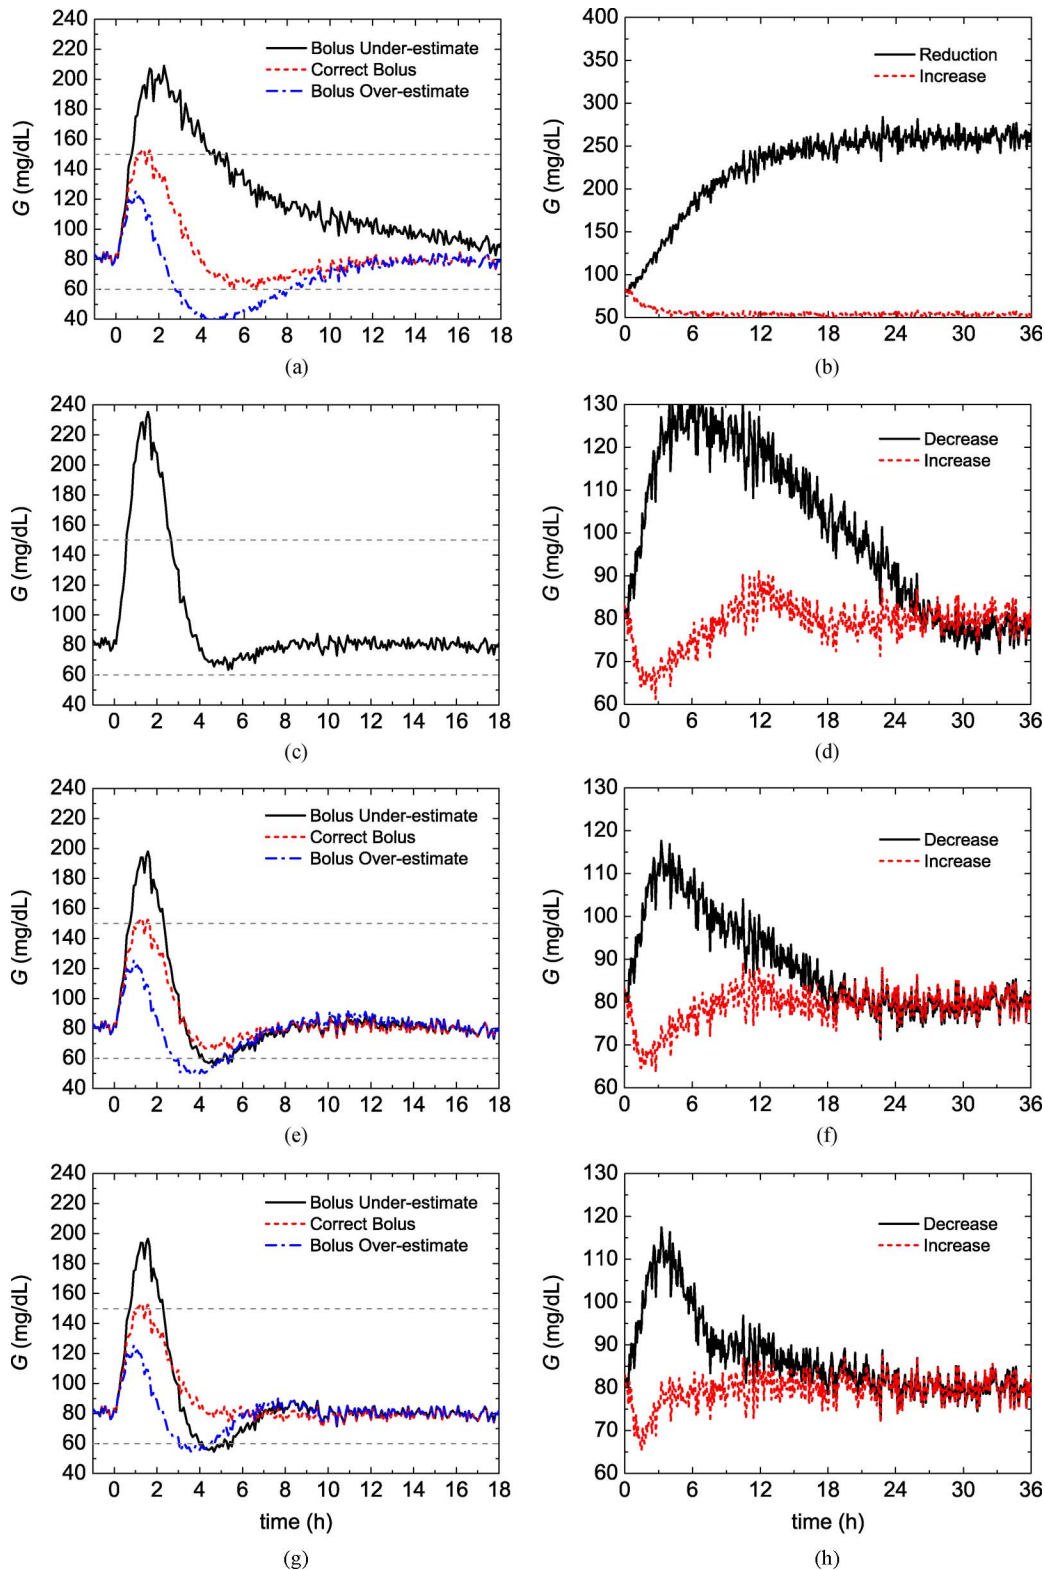 240
220
200
180
160
140
120
100
80
60
40
G (mg/dL)
Bolus Under-estimate
Correct Bolus
Bolus Over-estimate
0 2 4 6 8 10 12 14 16 18
(a)
400
350
300
250
200
150
100
50
G (mg/dL)
Reduction
Increase
0 6 12 18 24 30 36
(b)
240
220
200
180
160
140
120
100
80
60
40
G (mg/dL)
0 2 4 6 8 10 12 14 16 18
(c)
130
120
110
100
90
80
70
60
G (mg/dL)
Decrease
Increase
0 6 12 18 24 30 36
(d)
240
220
200
180
160
140
120
100
80
60
40
G (mg/dL)
Bolus Under-estimate
Correct Bolus
Bolus Over-estimate
0 2 4 6 8 10 12 14 16 18
(e)
130
120
110
100
90
80
70
60
G (mg/dL)
Decrease
Increase
0 6 12 18 24 30 36
(f)
240
220
200
180
160
140
120
100
80
60
40
G (mg/dL)
Bolus Under-estimate
Correct Bolus
Bolus Over-estimate
0 2 4 6 8 10 12 14 16 18
time (h)
(g)
130
120
110
100
90
80
70
60
G (mg/dL)
Decrease
Increase
0 6 12 18 24 30 36
time (h)
(h)